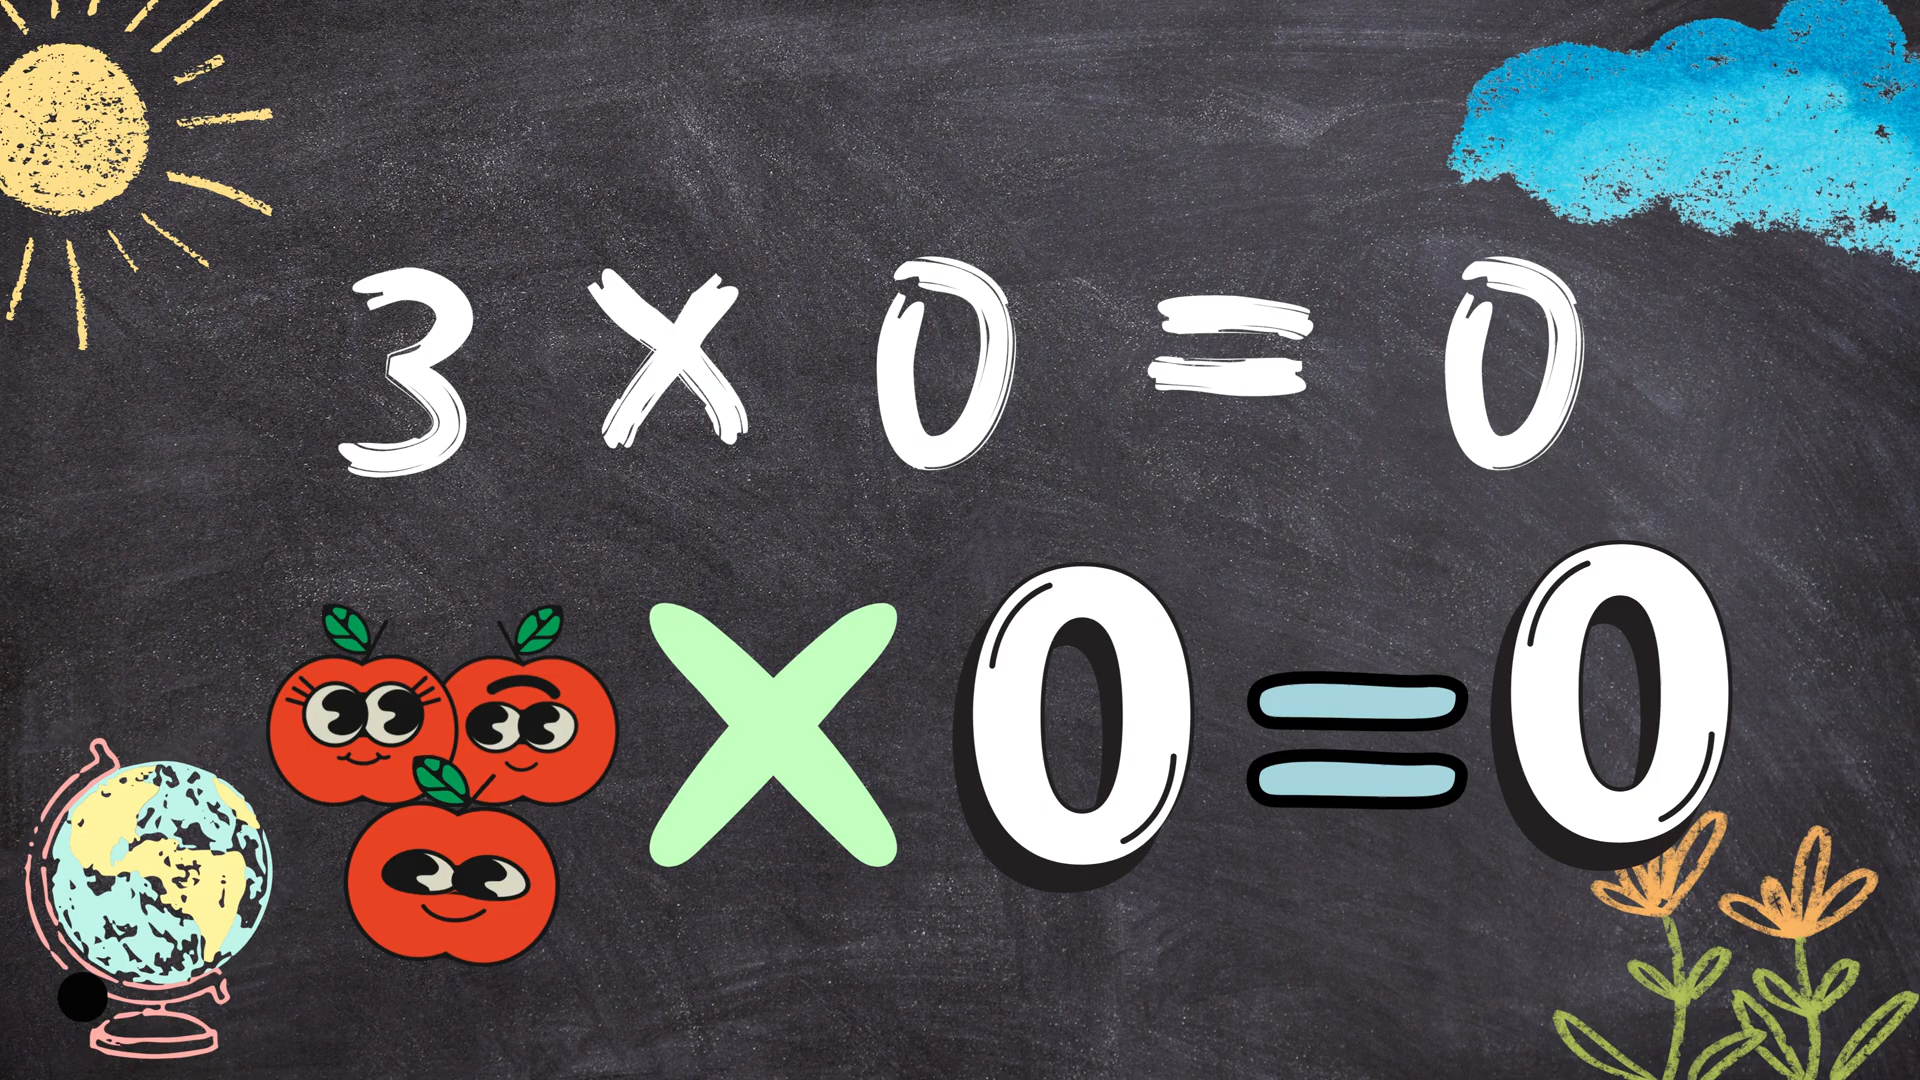 3 x 0 = 0
x 0 = 0